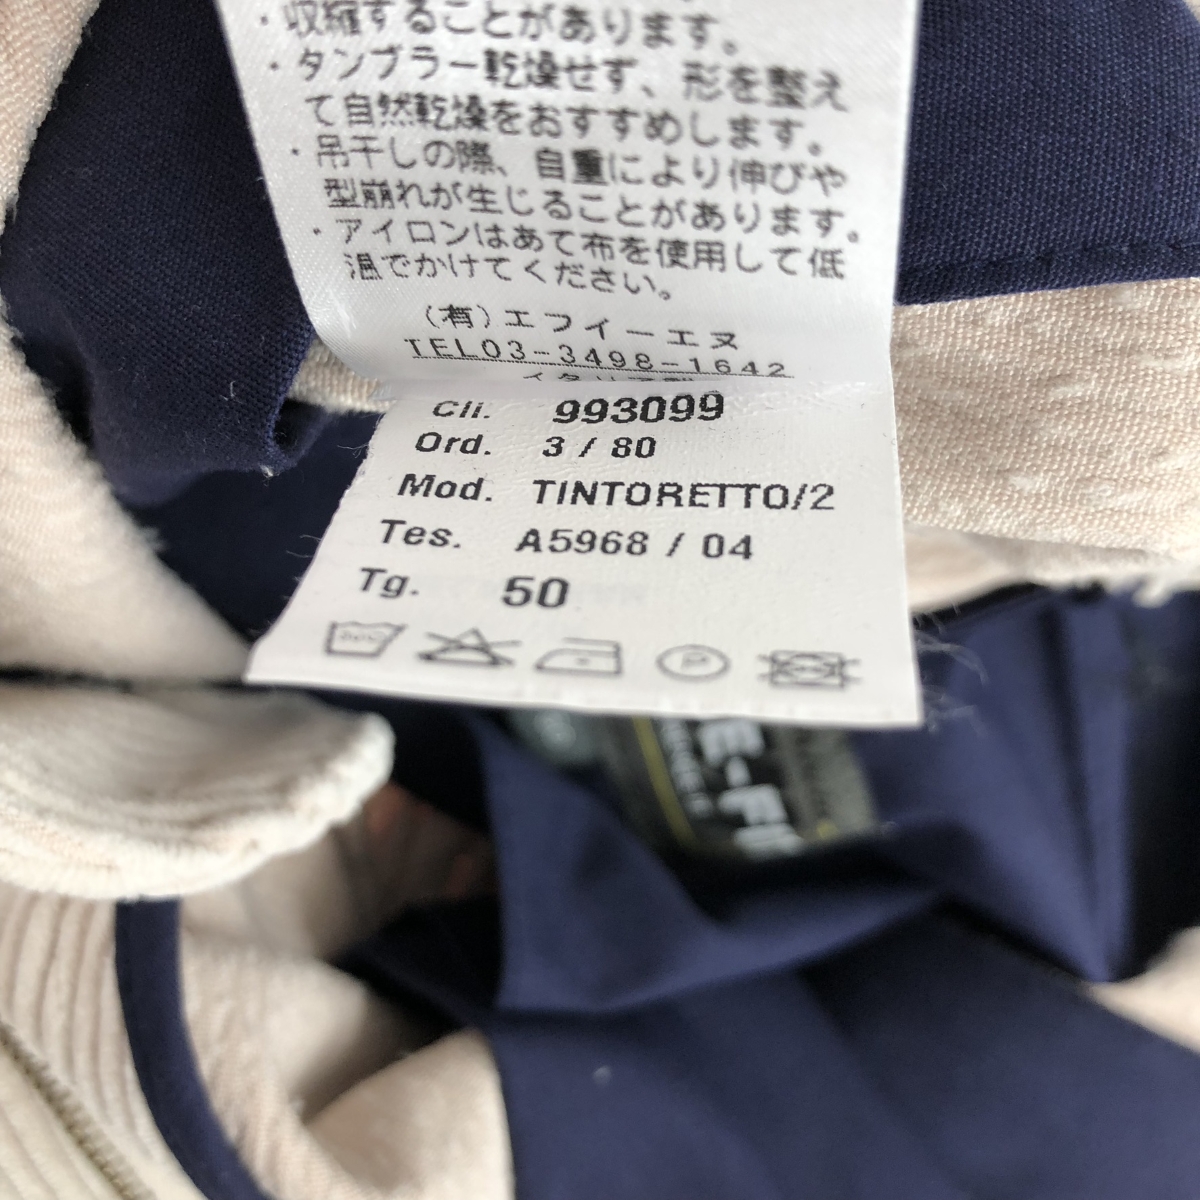 ・収縮することがあります。
・タンブラー乾燥せず、形を整え
て自然乾燥をおすすめします。
・吊干しの際、自重により伸びや
型崩れが生じることがあります。
・アイロンはあて布を使用して低
温でかけてください。
(有)エフイーエヌ
TEL03-3498-1642
Cli. 993099
Ord. 3 / 80
Mod. TINTORETTO/2
Tes. A5968 / 04
Tg. 50
P